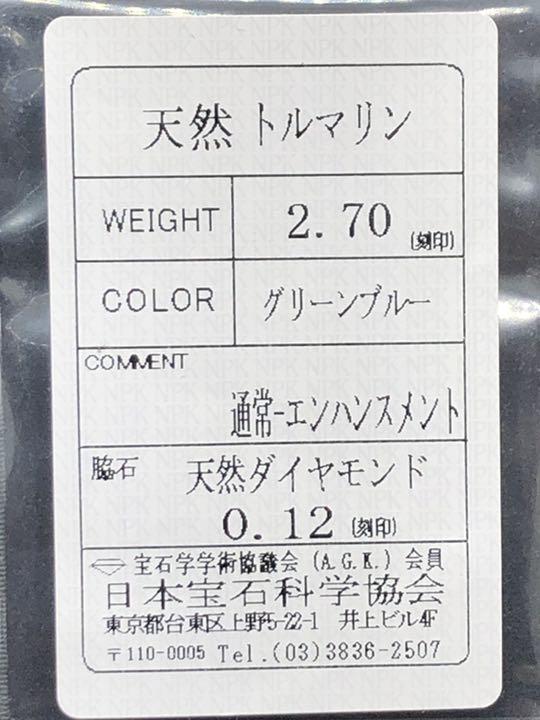 天然 トルマリン
WEIGHT 2.70 (刻印)
COLOR グリーンブルー
COMMENT
通常-エンハンスメント
脇石 天然ダイヤモンド
0.12 (刻印)
宝石学学術協議会 (A.G.K.) 会員
日本宝石科学協会
東京都台東区上野5-22-1 井上ビル4F
〒110-0005 Tel.(03)3836-2507